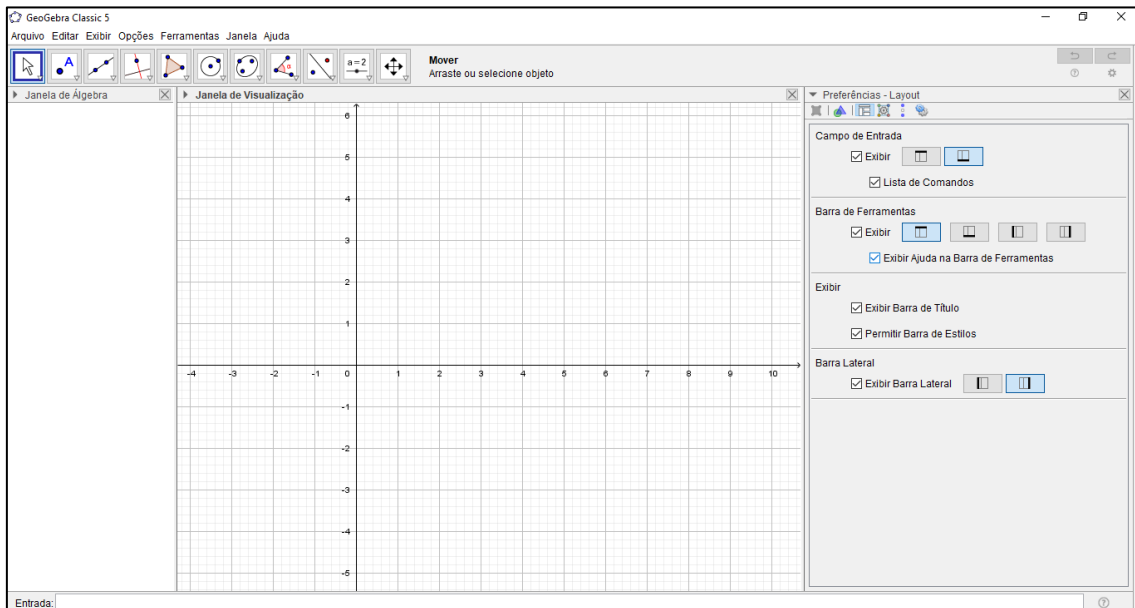 GeoGebra Classic 5
Arquivo Editar Exibir Opções Ferramentas Janela Ajuda
A
α
a=2
Mover
Arraste ou selecione objeto
Janela de Álgebra
Janela de Visualização
Preferências - Layout
6
5
4
3
2
1
-4 -3 -2 -1 0 1 2 3 4 5 6 7 8 9 10
-1
-2
-3
-4
-5
Campo de Entrada
Exibir
Lista de Comandos
Barra de Ferramentas
Exibir
Exibir Ajuda na Barra de Ferramentas
Exibir
Exibir Barra de Título
Permitir Barra de Estilos
Barra Lateral
Exibir Barra Lateral
Entrada: